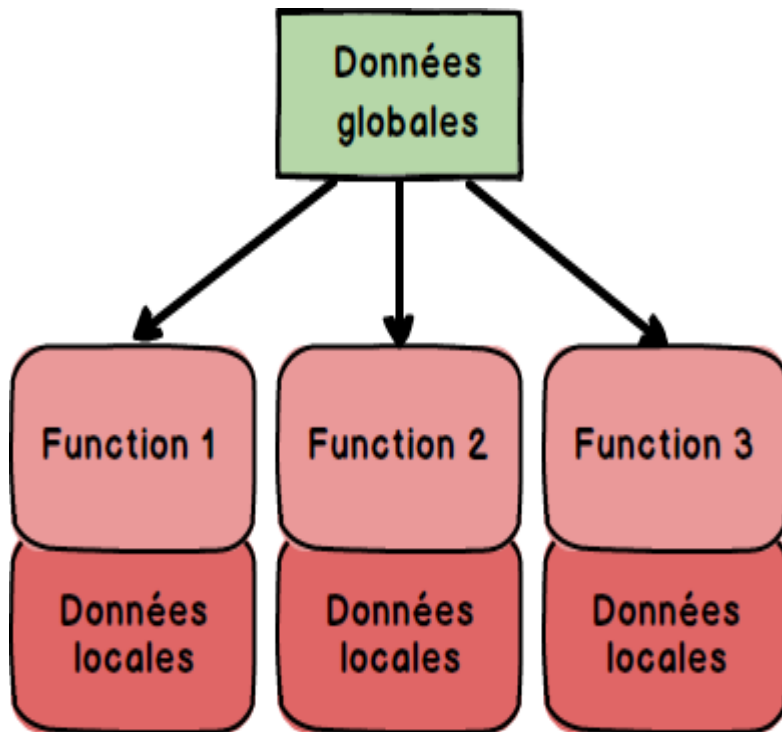 Données
globales
Function 1
Function 2
Function 3
Données
locales
Données
locales
Données
locales